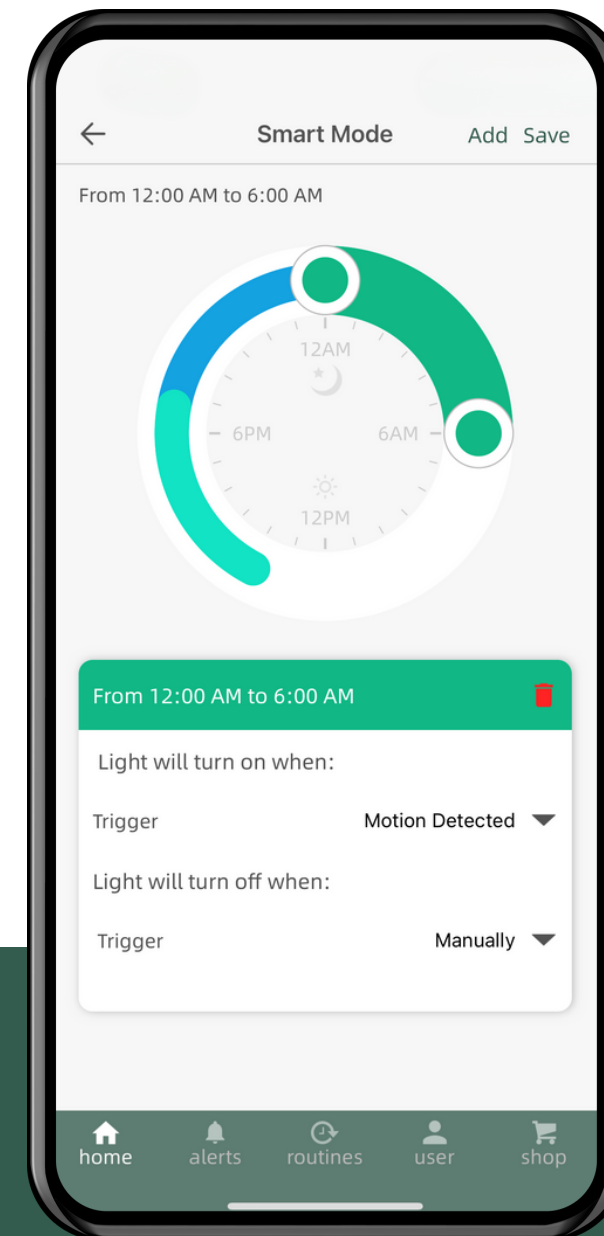 Smart Mode Add Save
From 12:00 AM to 6:00 AM
12AM
6PM 6AM
12PM
From 12:00 AM to 6:00 AM
Light will turn on when:
Trigger Motion Detected
Light will turn off when:
Trigger Manually
home alerts routines user shop